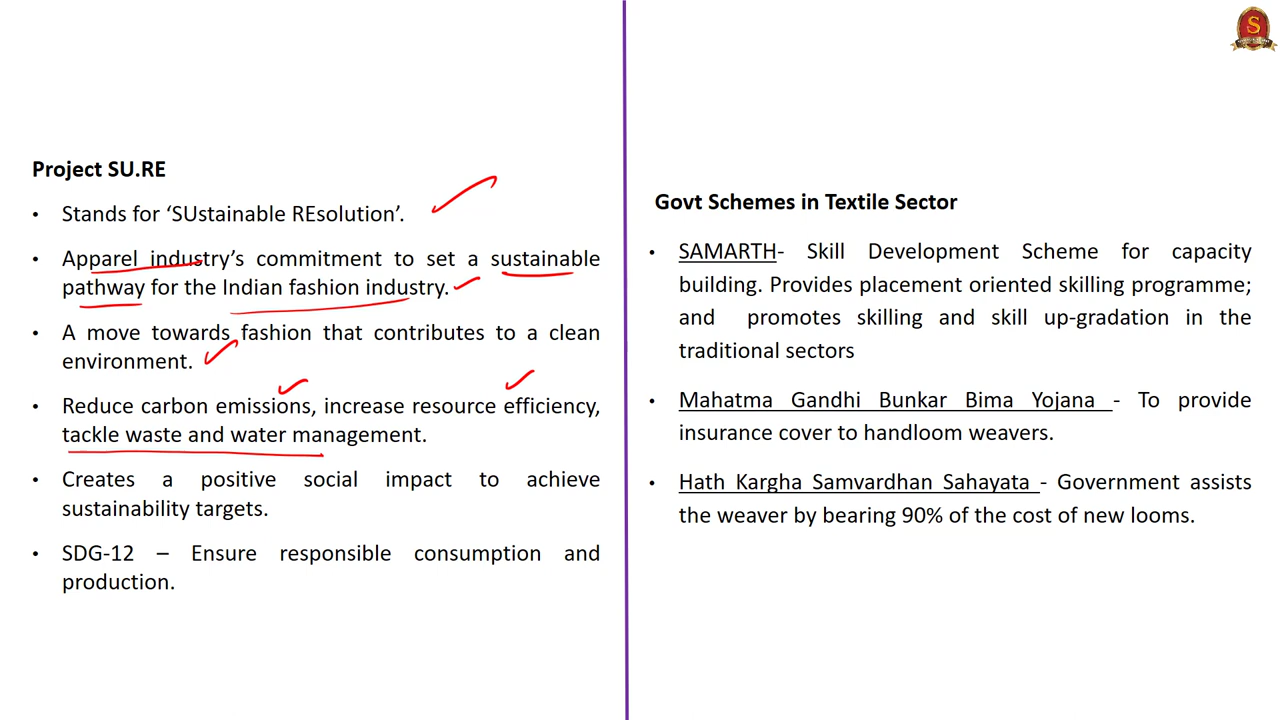 Project SU.RE
• Stands for ‘SUstainable REsolution’.
• Apparel industry’s commitment to set a sustainable
pathway for the Indian fashion industry.
• A move towards fashion that contributes to a clean
environment.
• Reduce carbon emissions, increase resource efficiency,
tackle waste and water management.
• Creates a positive social impact to achieve
sustainability targets.
• SDG-12 – Ensure responsible consumption and
production.
Govt Schemes in Textile Sector
• SAMARTH- Skill Development Scheme for capacity
building. Provides placement oriented skilling programme;
and promotes skilling and skill up-gradation in the
traditional sectors
• Mahatma Gandhi Bunkar Bima Yojana - To provide
insurance cover to handloom weavers.
• Hath Kargha Samvardhan Sahayata - Government assists
the weaver by bearing 90% of the cost of new looms.
S